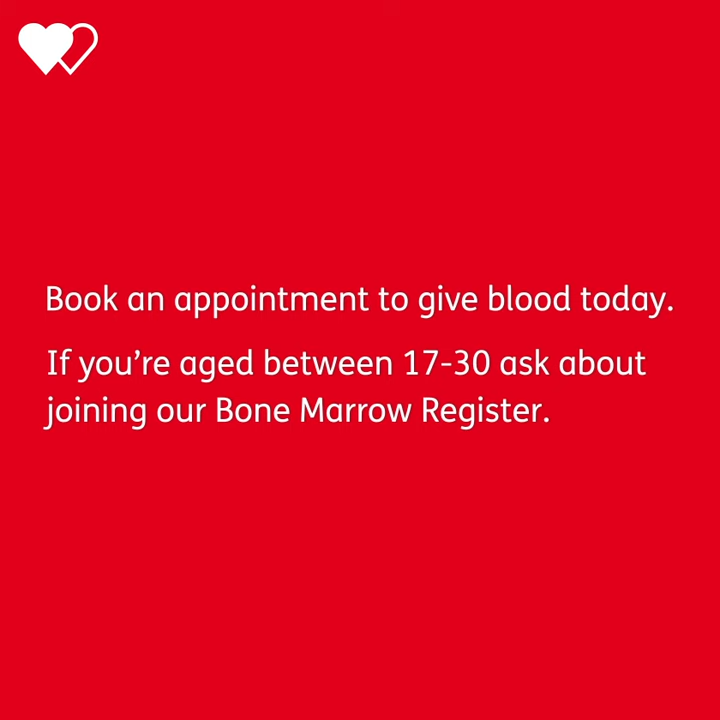 Book an appointment to give blood today.
If you’re aged between 17-30 ask about
joining our Bone Marrow Register.